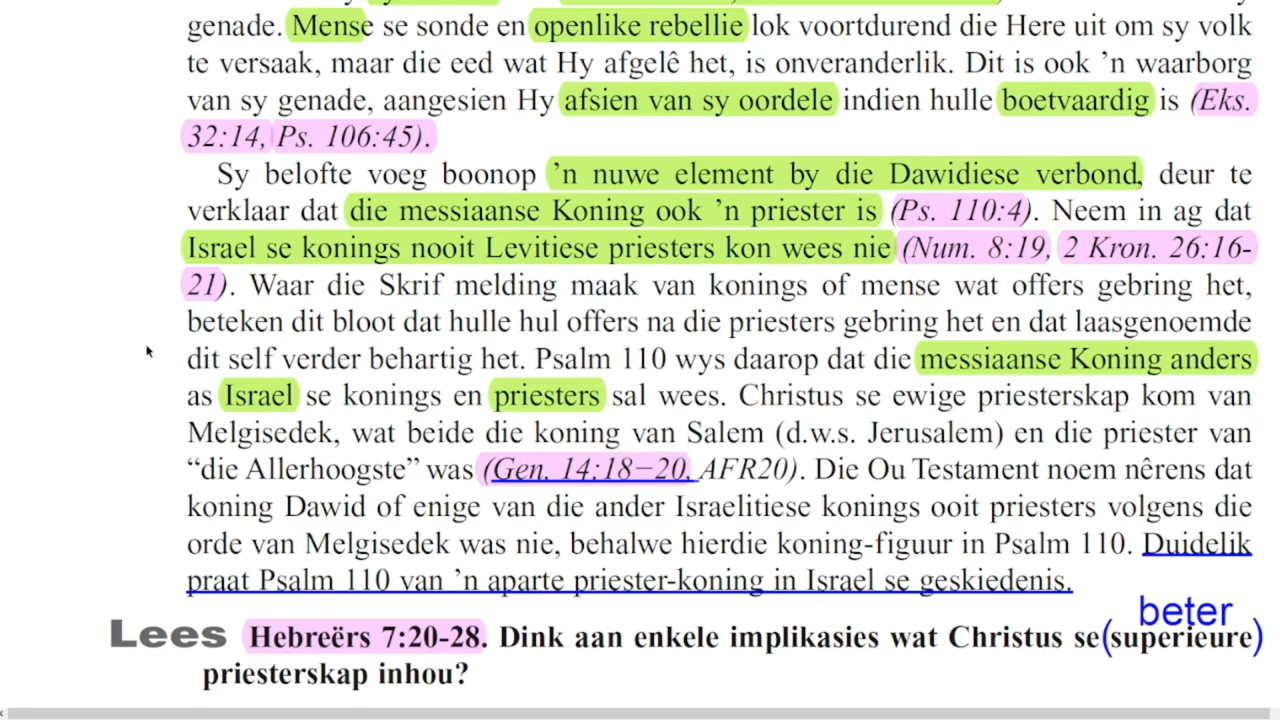 genade. Mense se sonde en openlike rebellie lok voortdurend die Here uit om sy volk
te versaak, maar die eed wat Hy afgelê het, is onveranderlik. Dit is ook ’n waarborg
van sy genade, aangesien Hy afsien van sy oordele indien hulle boetvaardig is (Eks.
32:14, Ps. 106:45).
Sy belofte voeg boonop ’n nuwe element by die Dawidiese verbond, deur te
verklaar dat die messiaanse Koning ook ’n priester is (Ps. 110:4). Neem in ag dat
Israel se konings nooit Levitiese priesters kon wees nie (Num. 8:19, 2 Kron. 26:16-
21). Waar die Skrif melding maak van konings of mense wat offers gebring het,
beteken dit bloot dat hulle hul offers na die priesters gebring het en dat laasgenoemde
dit self verder behartig het. Psalm 110 wys daarop dat die messiaanse Koning anders
as Israel se konings en priesters sal wees. Christus se ewige priesterskap kom van
Melgisedek, wat beide die koning van Salem (d.w.s. Jerusalem) en die priester van
“die Allerhoogste” was (Gen. 14:18–20, AFR20). Die Ou Testament noem nêrens dat
koning Dawid of enige van die ander Israelitiese konings ooit priesters volgens die
orde van Melgisedek was nie, behalwe hierdie koning-figuur in Psalm 110. Duidelik
praat Psalm 110 van ’n aparte priester-koning in Israel se geskiedenis.
beter
Lees Hebreërs 7:20-28. Dink aan enkele implikasies wat Christus se (superieure)
priesterskap inhou?